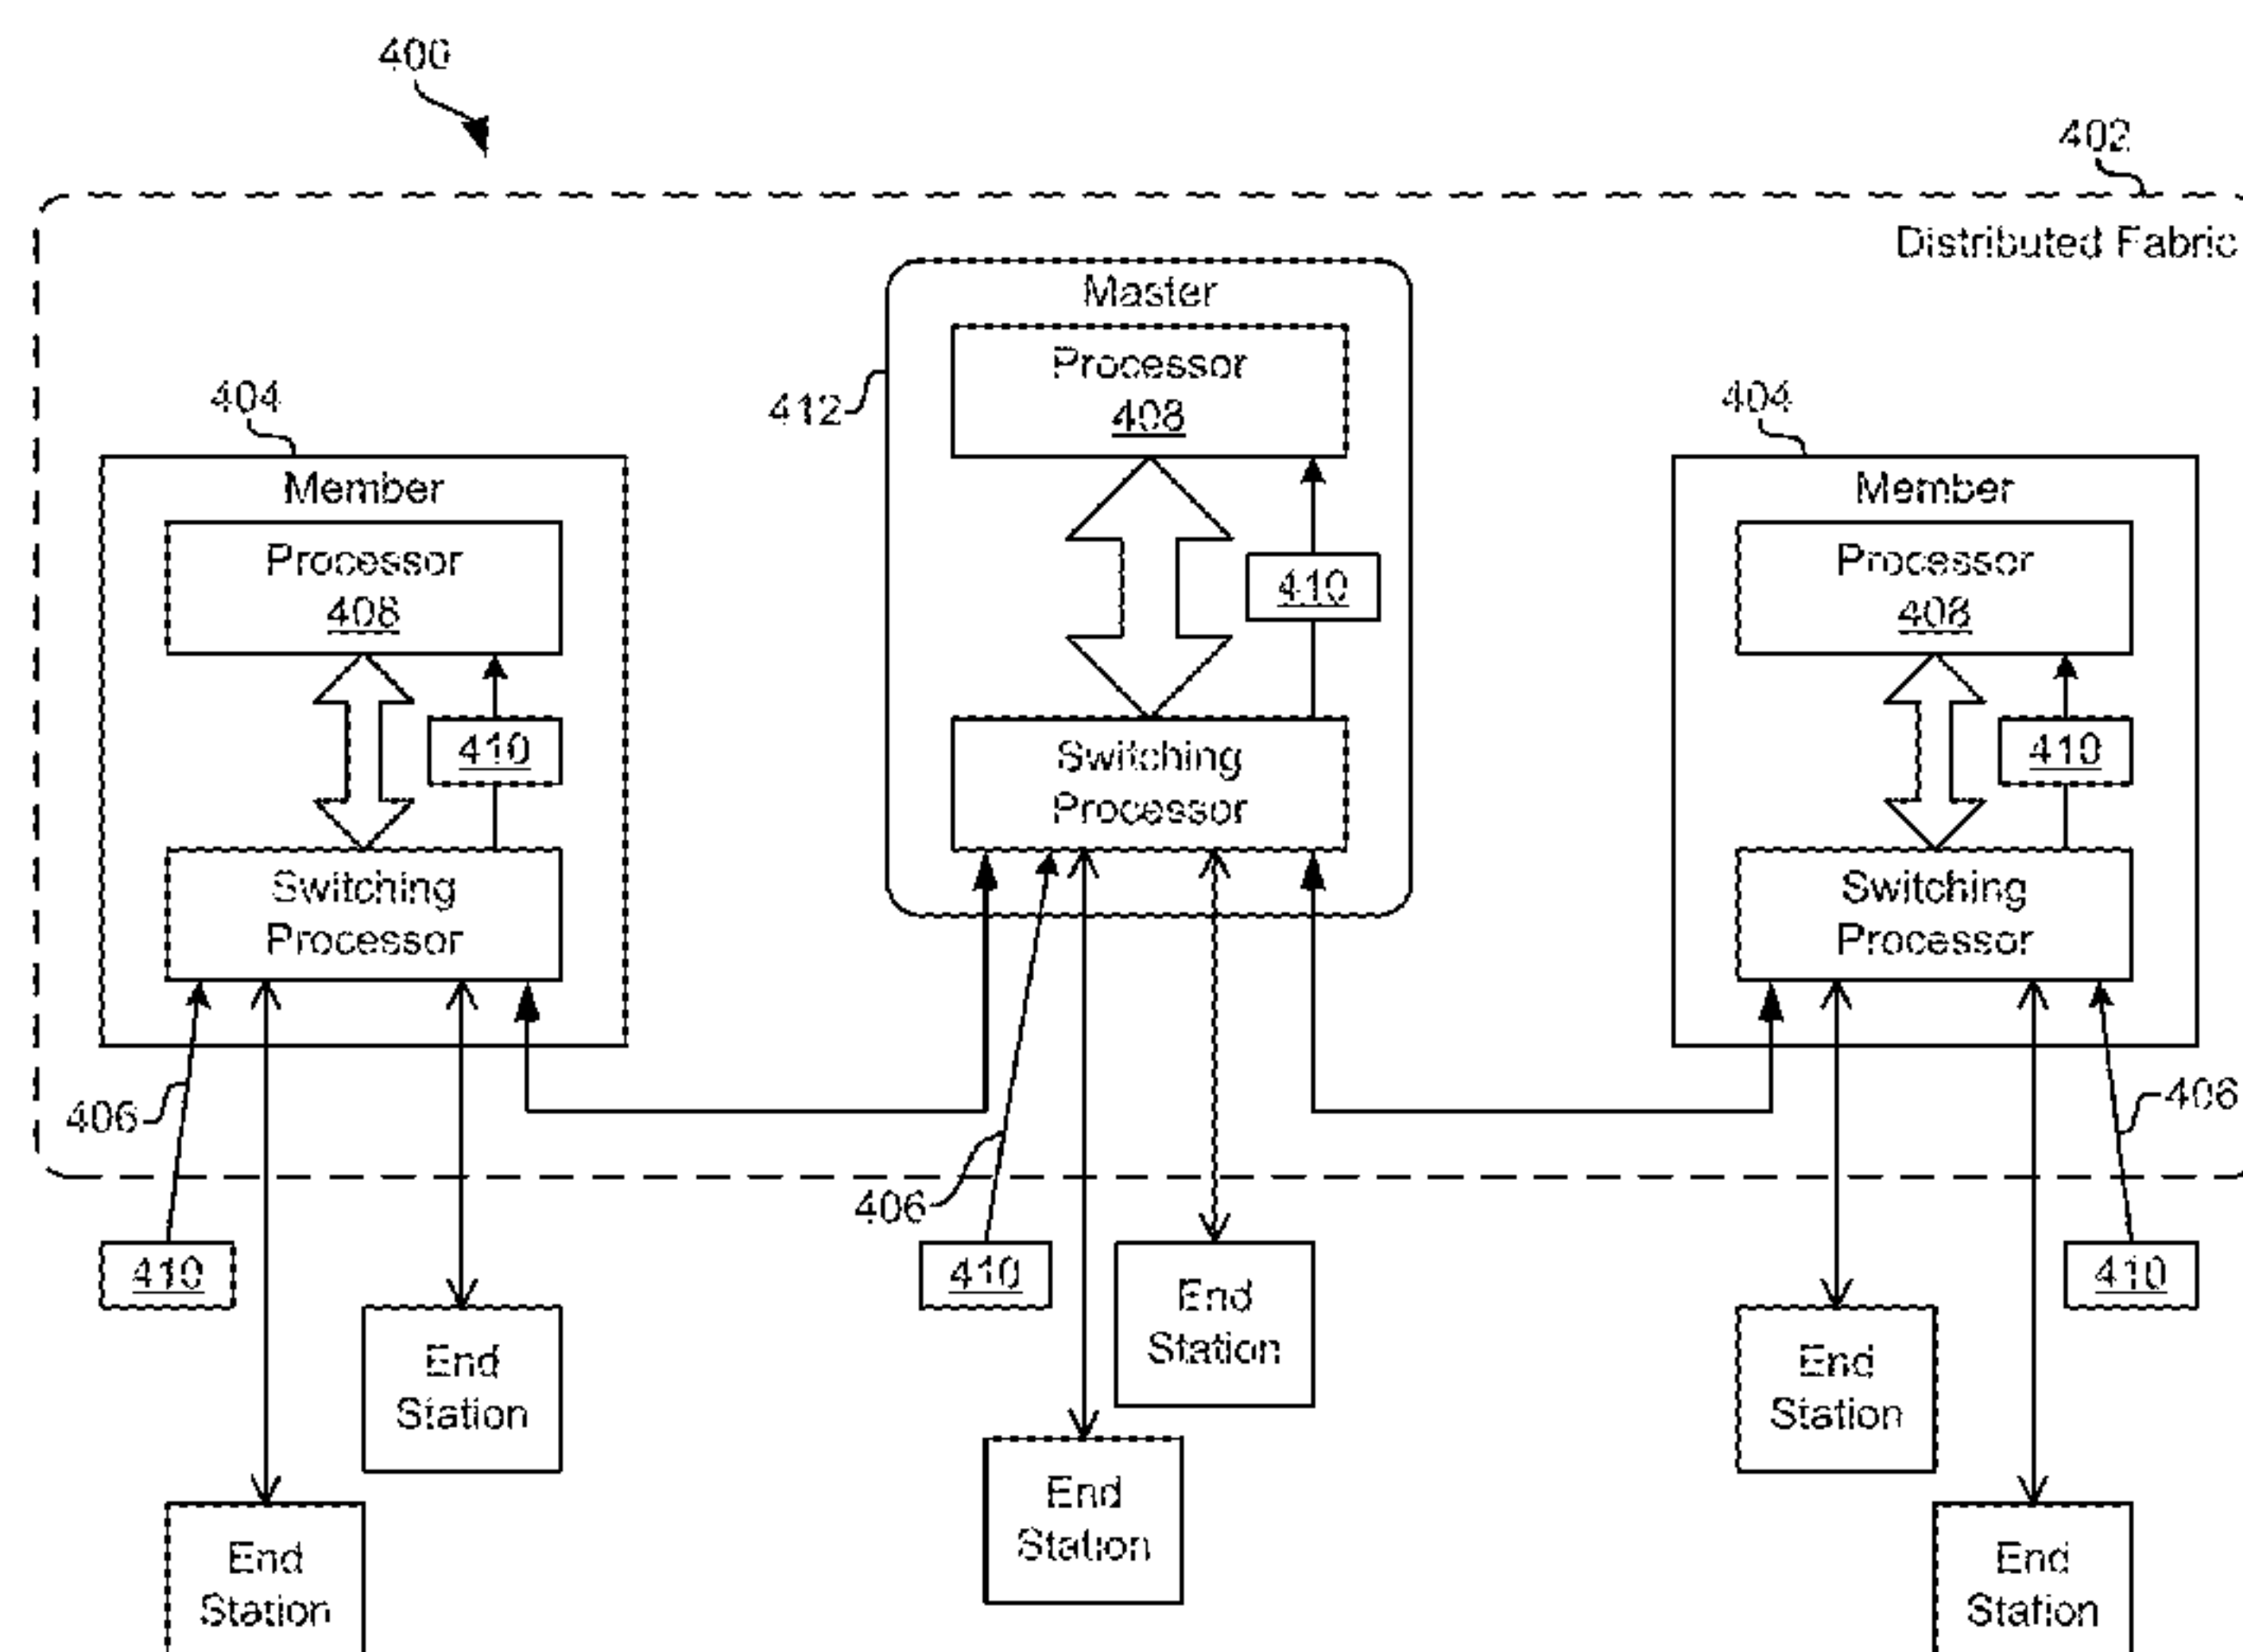 400
402
Distributed Fabric
Master
Processor
408
412
410
Switching
Processor
404
Member
Processor
408
410
Switching
Processor
404
Member
Processor
408
410
Switching
Processor
406
406
406
410
410
410
End
Station
End
Station
End
Station
End
Station
End
Station
End
Station